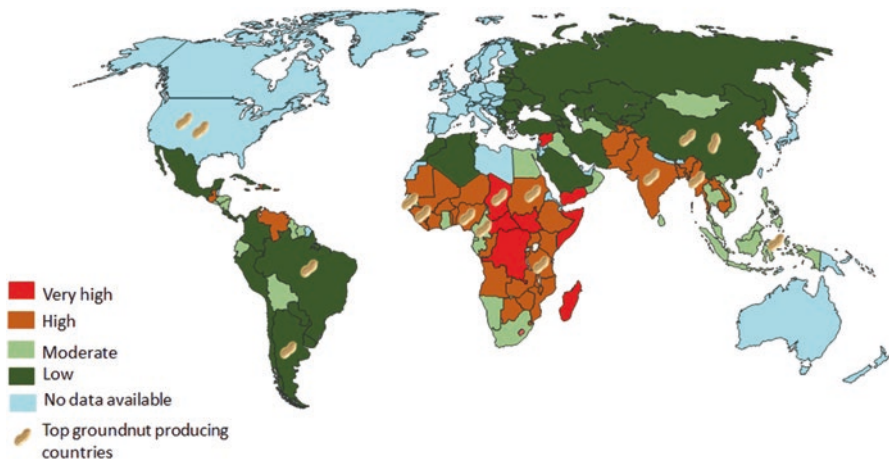 Very high
High
Moderate
Low
No data available
Top groundnut producing
countries